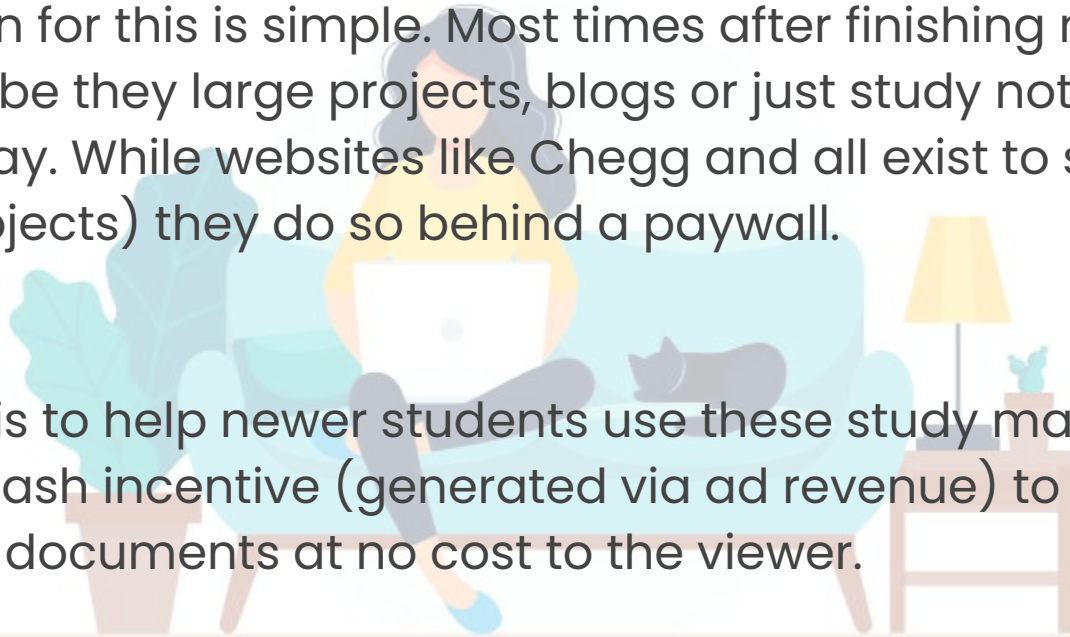 n for this is simple. Most times after finishing
be they large projects, blogs or just study not
ay. While websites like Chegg and all exist to s
jects) they do so behind a paywall.
is to help newer students use these study ma
ash incentive (generated via ad revenue) to
documents at no cost to the viewer.